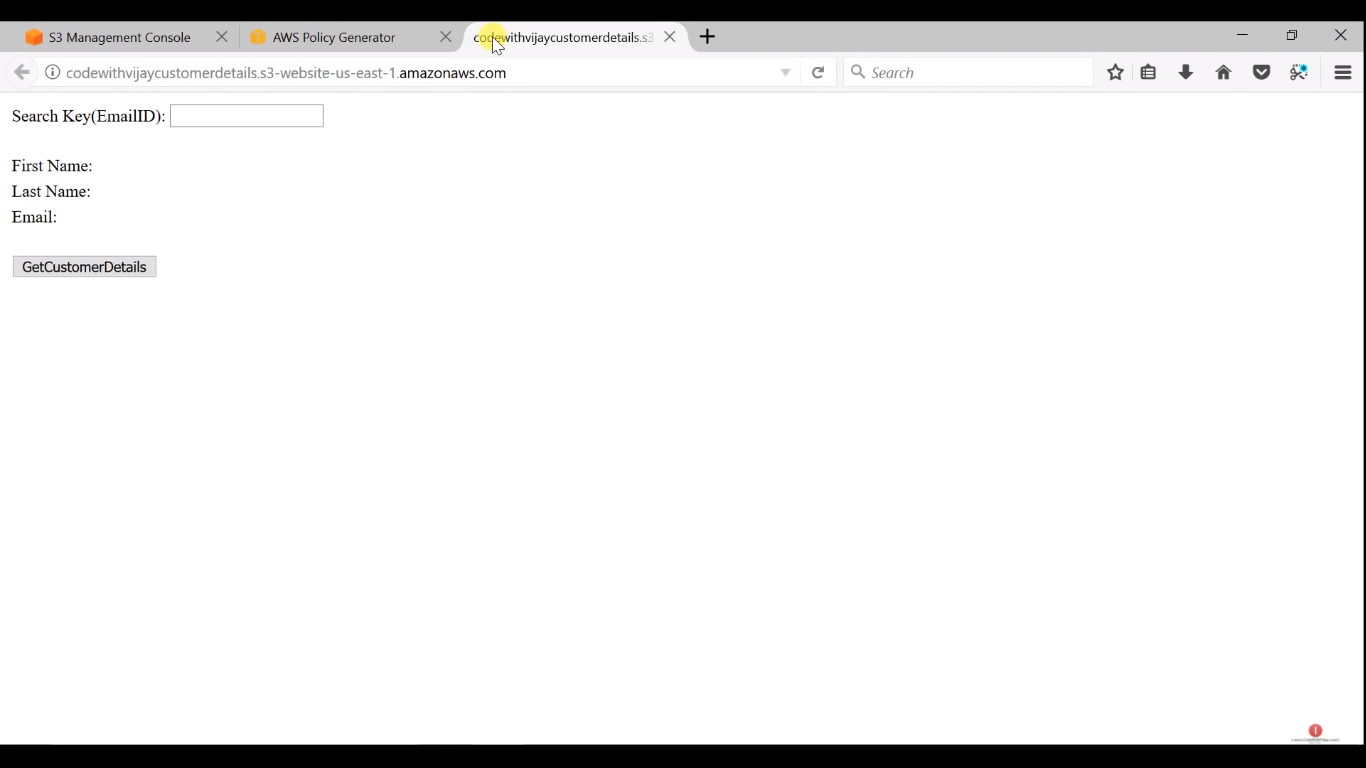 S3 Management Console
AWS Policy Generator
codewithvijaycustomerdetails.s3
codewithvijaycustomerdetails.s3-website-us-east-1.amazonaws.com
Search
Search Key(EmailID):
First Name:
Last Name:
Email:
GetCustomerDetails